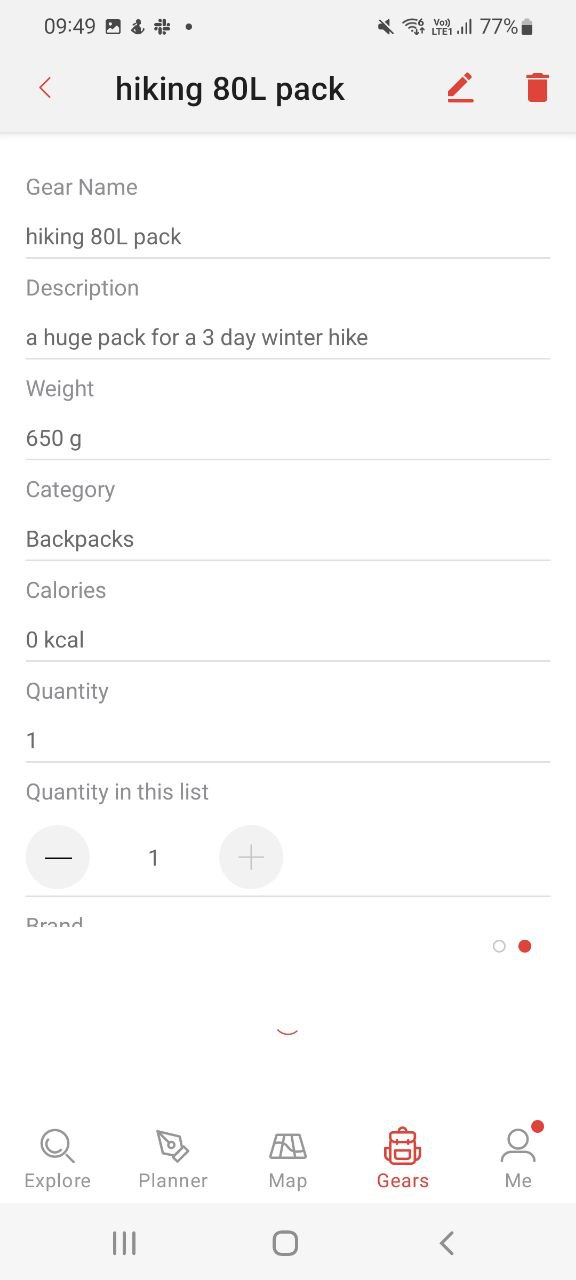 09:49
Vo))
LTE1
77%
hiking 80L pack
Gear Name
hiking 80L pack
Description
a huge pack for a 3 day winter hike
Weight
650 g
Category
Backpacks
Calories
0 kcal
Quantity
1
Quantity in this list
1
Brand
Explore Planner Map Gears Me